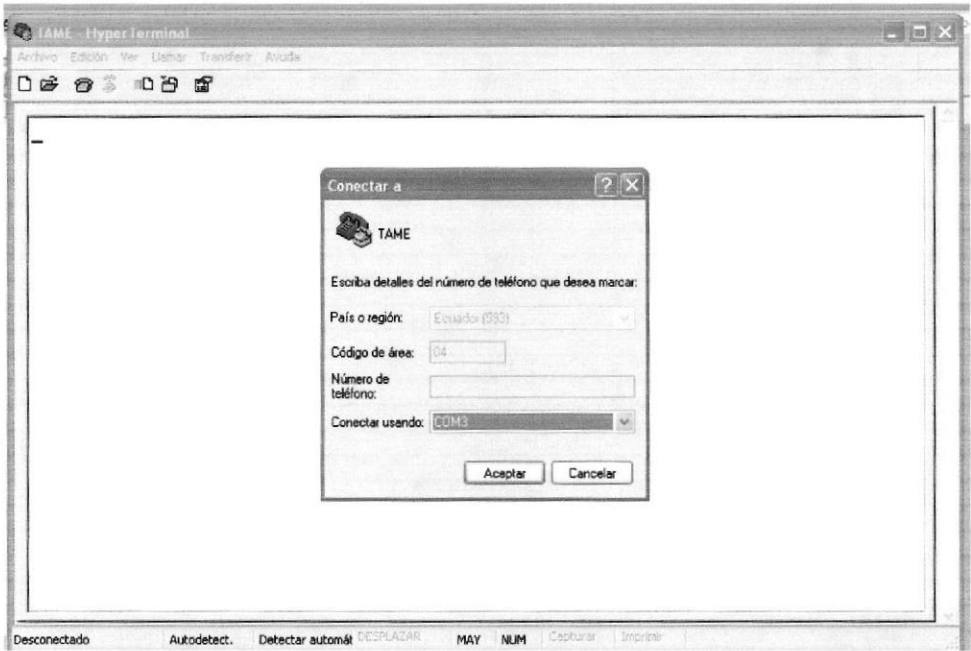 TAME - HyperTerminal
Archivo Edición Ver Llamar Transferir Ayuda
Conectar a
TAME
Escriba detalles del número de teléfono que desea marcar:
País o región: Ecuador (593)
Código de área: 04
Número de
teléfono:
Conectar usando: COM3
Aceptar Cancelar
Desconectado Autodetect. Detectar automát DESPLAZAR MAY NUM Capturar Imprimir